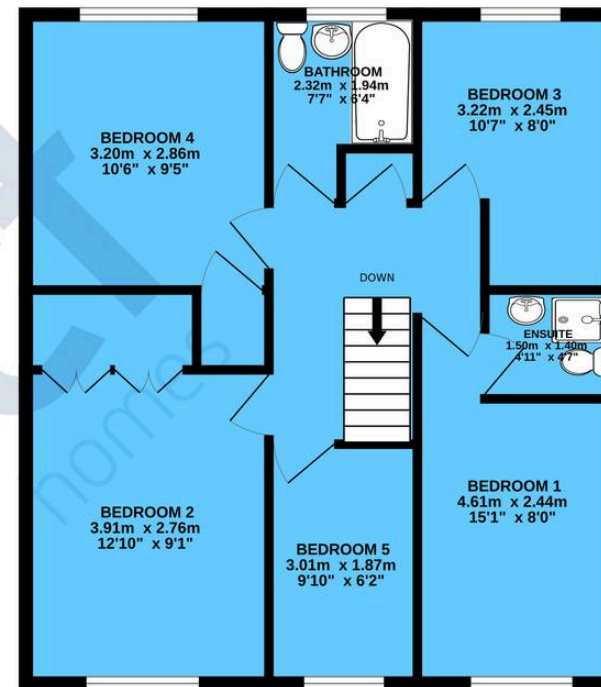 BATHROOM
2.32m x 1.94m
7'7" x 6'4"
BEDROOM 3
3.22m x 2.45m
10'7" x 8'0"
BEDROOM 4
3.20m x 2.86m
10'6" x 9'5"
DOWN
ENSUITE
1.50m x 1.40m
4'11" x 4'7"
BEDROOM 1
4.61m x 2.44m
15'1" x 8'0"
BEDROOM 2
3.91m x 2.76m
12'10" x 9'1"
BEDROOM 5
3.01m x 1.87m
9'10" x 6'2"
homes